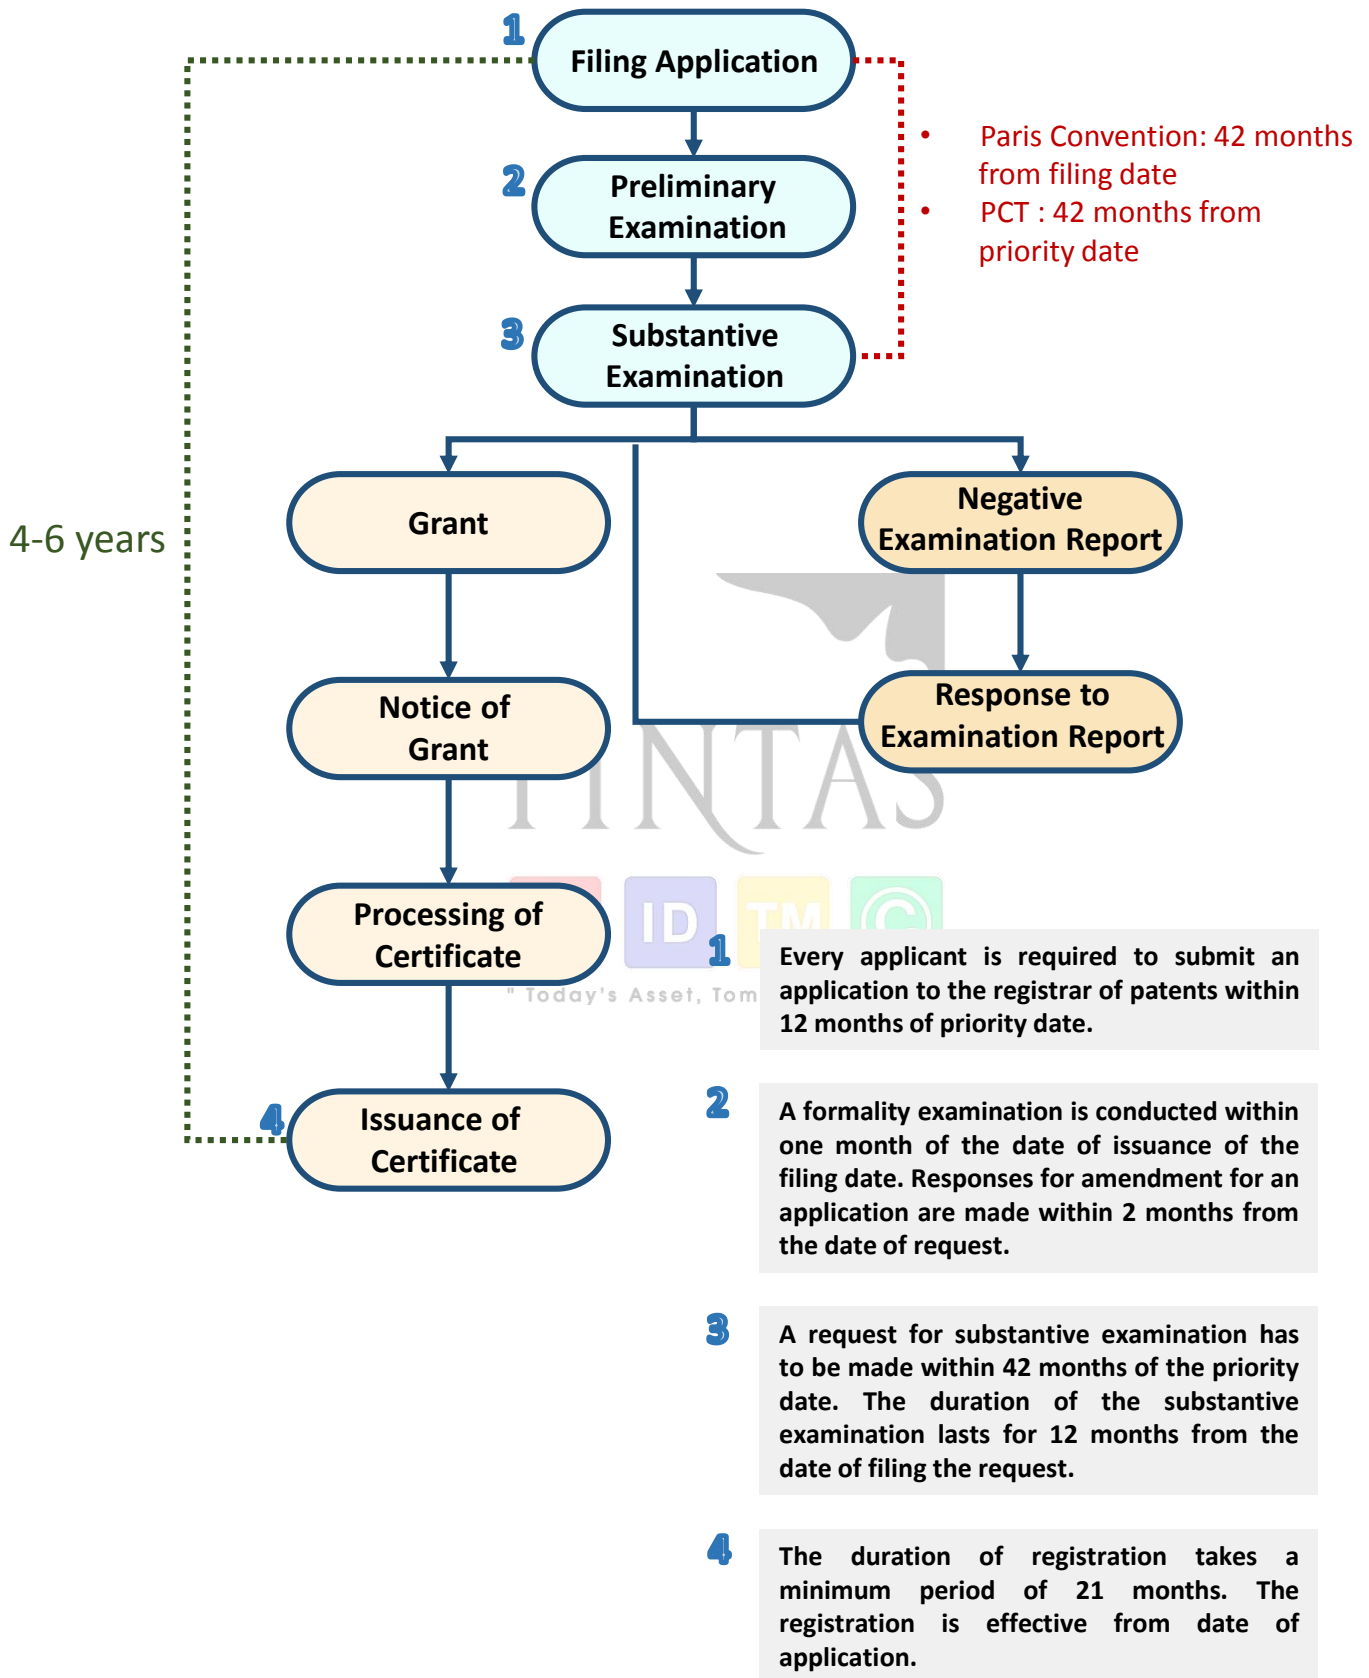 1
Filing Application
• Paris Convention: 42 months
from filing date
• PCT : 42 months from
priority date
2
Preliminary
Examination
3
Substantive
Examination
4-6 years
Grant
Negative
Examination Report
Notice of
Grant
Response to
Examination Report
Processing of
Certificate
ID
TM
©
" Today's Asset, Tom
4
Issuance of
Certificate
1
Every applicant is required to submit an
application to the registrar of patents within
12 months of priority date.
2
A formality examination is conducted within
one month of the date of issuance of the
filing date. Responses for amendment for an
application are made within 2 months from
the date of request.
3
A request for substantive examination has
to be made within 42 months of the priority
date. The duration of the substantive
examination lasts for 12 months from the
date of filing the request.
4
The duration of registration takes a
minimum period of 21 months. The
registration is effective from date of
application.